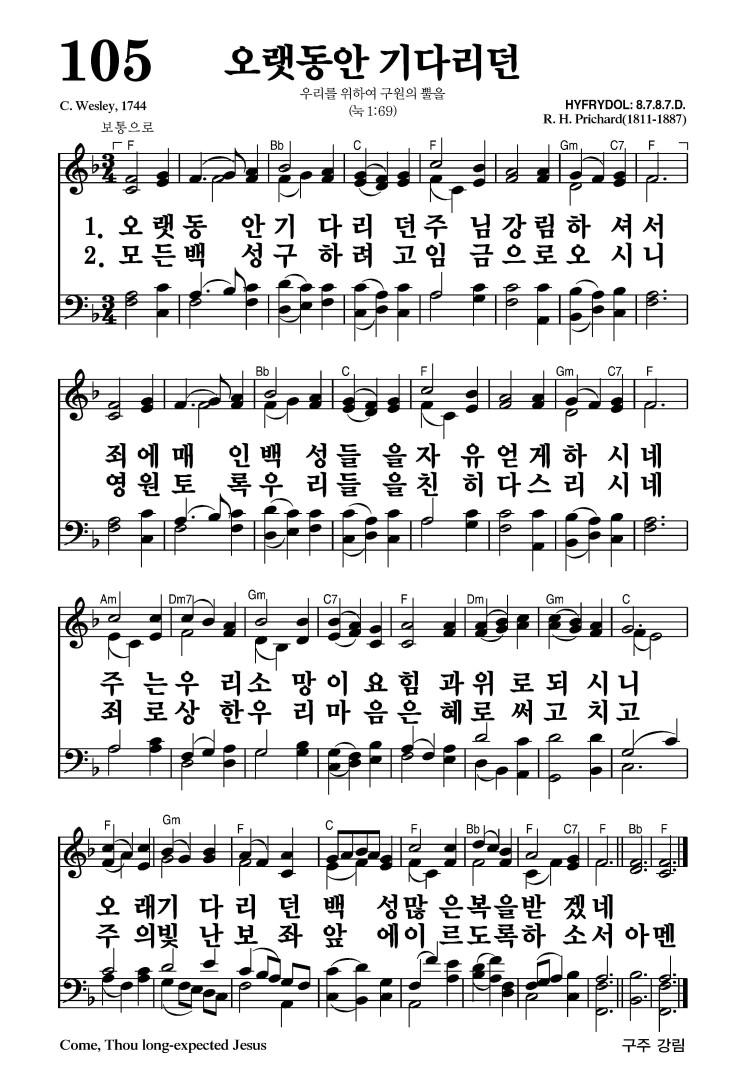 105
오랫동안 기다리던
우리를 위하여 구원의 뿔을
(눅 1:69)
C. Wesley, 1744
HYFRYDOL: 8.7.8.7.D.
R. H. Prichard(1811-1887)
보통으로
F Bb C F Gm C7 F
1. 오 랫 동 안 기 다 리 던 주 님 강 림 하 셔 서
2. 모 든 백 성 구 하 려 고 임 금 으 로 오 시 니
Bb C F Gm C7 F
죄 에 매 인 백 성 들 을 자 유 얻 게 하 시 네
영 원 토 록 우 리 들 을 친 히 다 스 리 시 네
Am Dm7 Gm C7 F Dm Gm C
주 는 우 리 소 망 이 요 힘 과 위 로 되 시 니
죄 로 상 한 우 리 마 음 은 혜 로 써 고 치 고
F Gm F C F Bb F C7 F Bb F
오 래 기 다 리 던 백 성 많 은 복 을 받 겠 네
주 의 빛 난 보 좌 앞 에 이 르 도 록 하 소 서 아 멘
Come, Thou long-expected Jesus
구주 강림